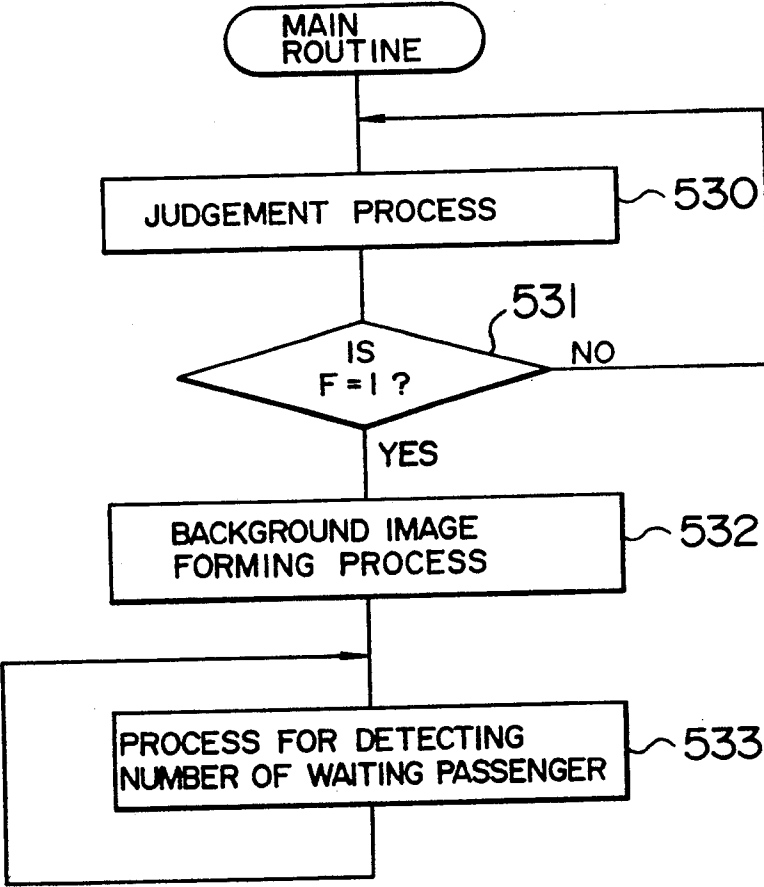 MAIN
ROUTINE
JUDGEMENT PROCESS
530
531
IS
F=1?
NO
YES
BACKGROUND IMAGE
FORMING PROCESS
532
PROCESS FOR DETECTING
NUMBER OF WAITING PASSENGER
533